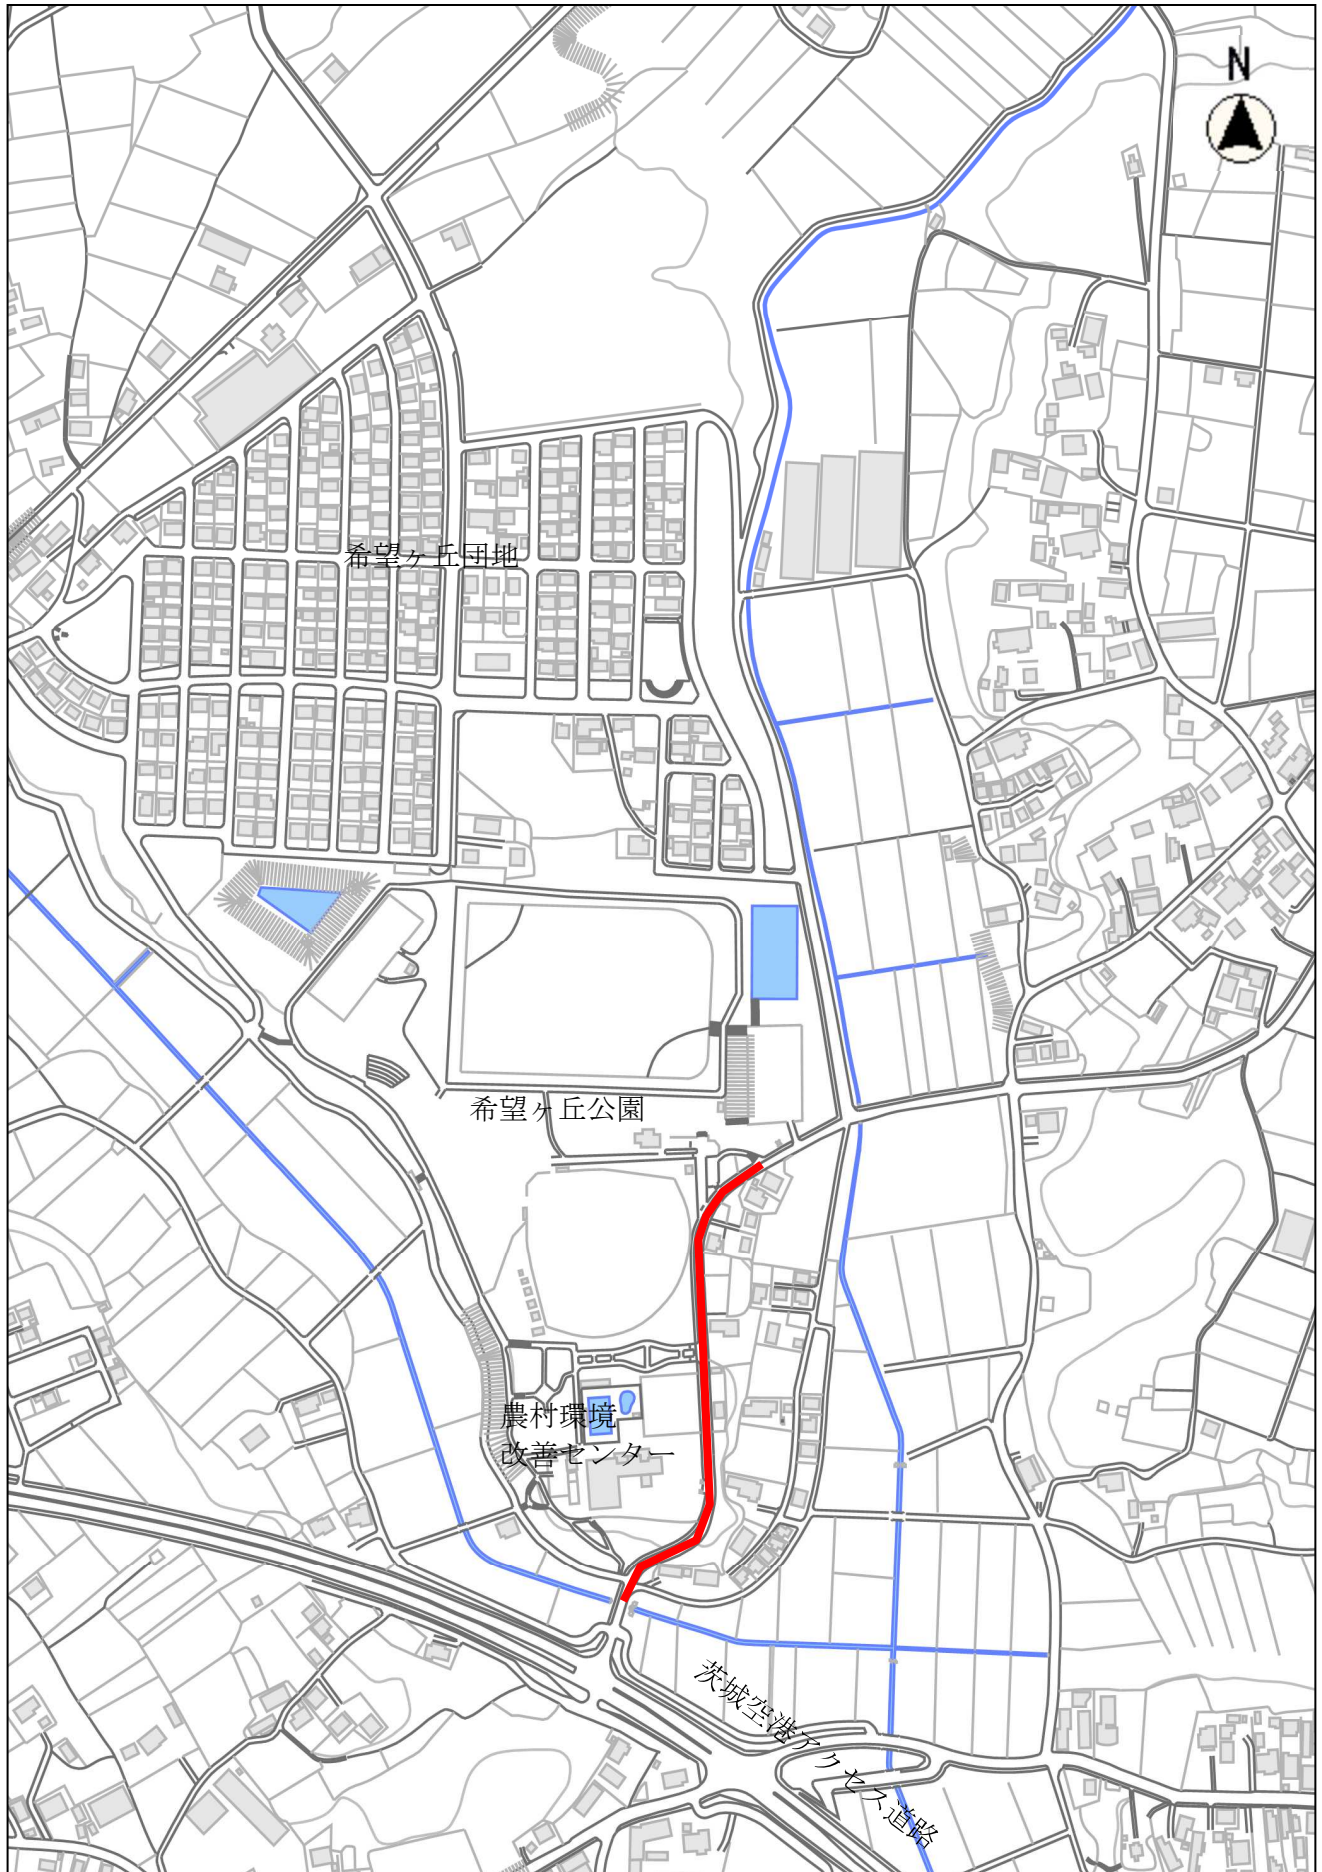 N
希望ヶ丘団地
希望ヶ丘公園
農村環境
改善センター
茨城空港アクセス道路